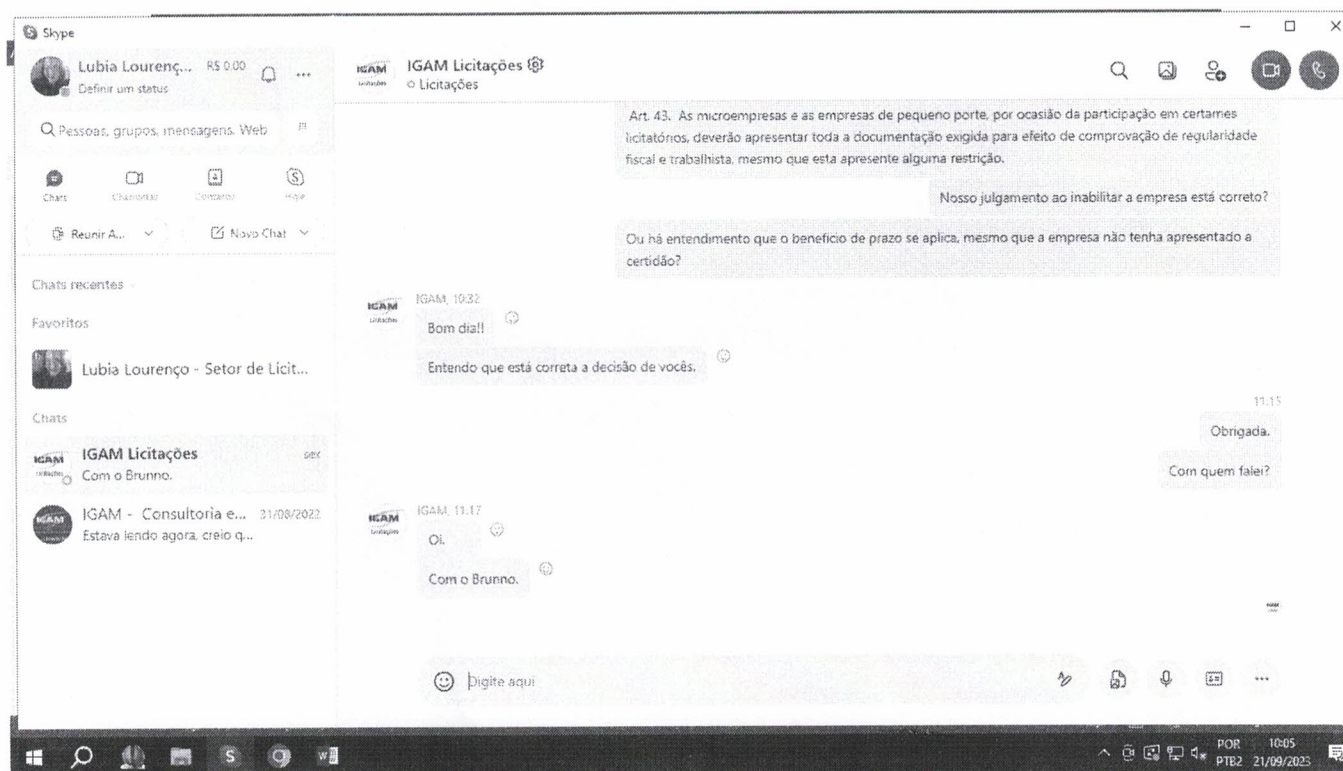 Skype
Lubia Lourenç... R$ 0.00
Definir um status
Pessoas, grupos, mensagens, Web
Chats Chamadas Contatos Hoje
Reunir A... Novo Chat
Chats recentes
Favoritos
Lubia Lourenço - Setor de Licit...
Chats
IGAM Licitações sex
Com o Brunno.
IGAM - Consultoria e... 31/08/2022
Estava lendo agora, creio q...
IGAM Licitações
Licitações
Art. 43. As microempresas e as empresas de pequeno porte, por ocasião da participação em certames
licitatórios, deverão apresentar toda a documentação exigida para efeito de comprovação de regularidade
fiscal e trabalhista, mesmo que esta apresente alguma restrição.
Nosso julgamento ao inabilitar a empresa está correto?
Ou há entendimento que o beneficio de prazo se aplica, mesmo que a empresa não tenha apresentado a
certidão?
IGAM, 10:32
Bom dia!!
Entendo que está correta a decisão de vocês.
11:15
Obrigada.
Com quem falei?
IGAM, 11:17
Oi.
Com o Brunno.
Digite aqui
POR 10:05
PTB2 21/09/2023